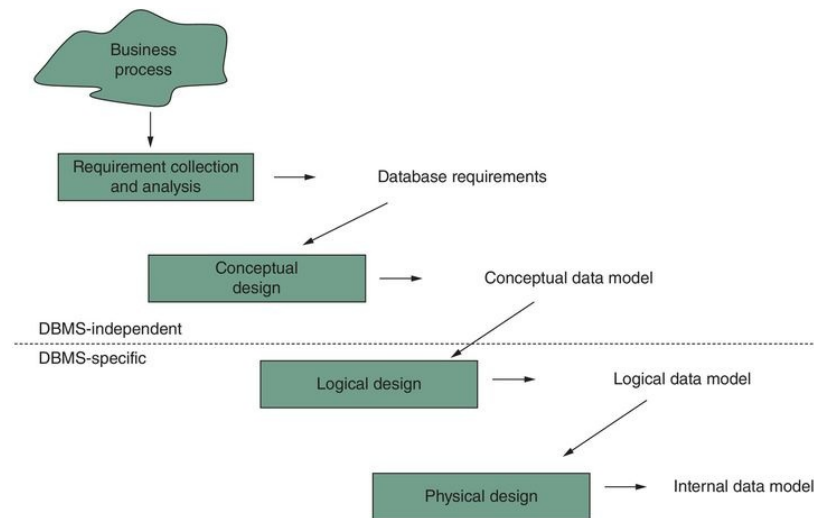 Business
process
Requirement collection
and analysis
Database requirements
Conceptual
design
Conceptual data model
DBMS-independent
DBMS-specific
Logical design
Logical data model
Physical design
Internal data model